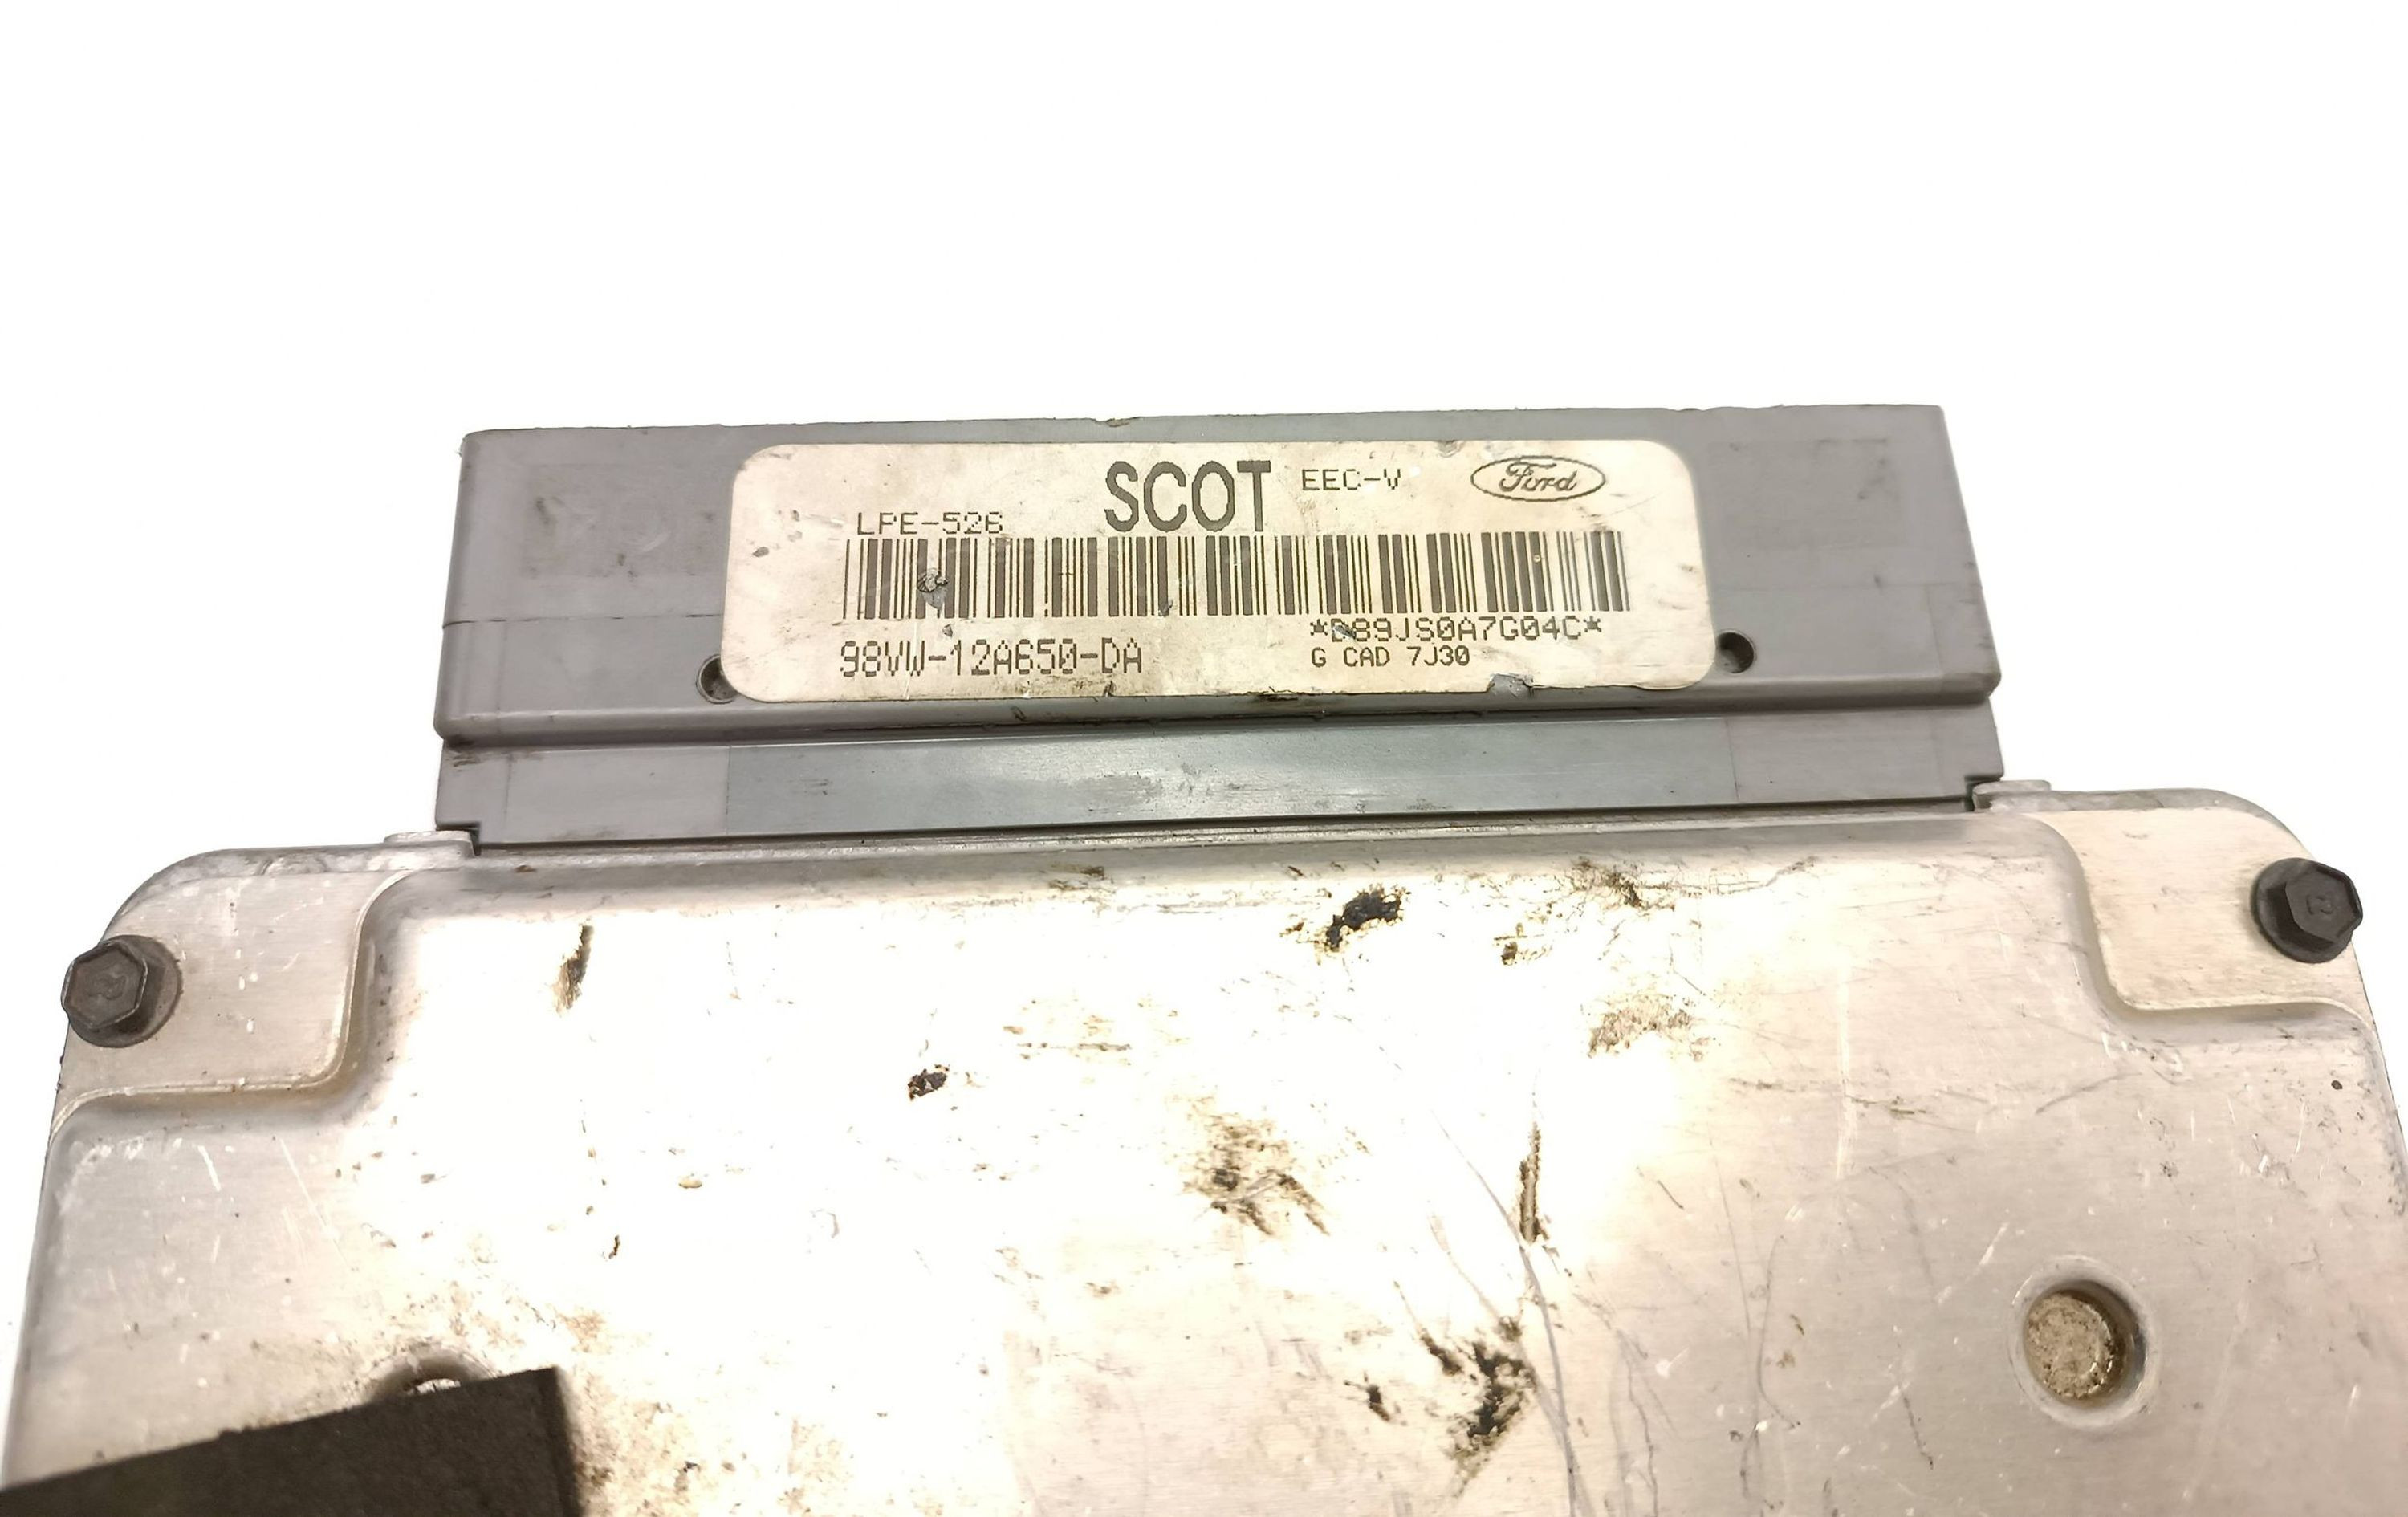 SCOT EEC-V Ford
LPE-526
*D89JS0A7G04C*
98VW-12A650-DA
G CAD 7J30